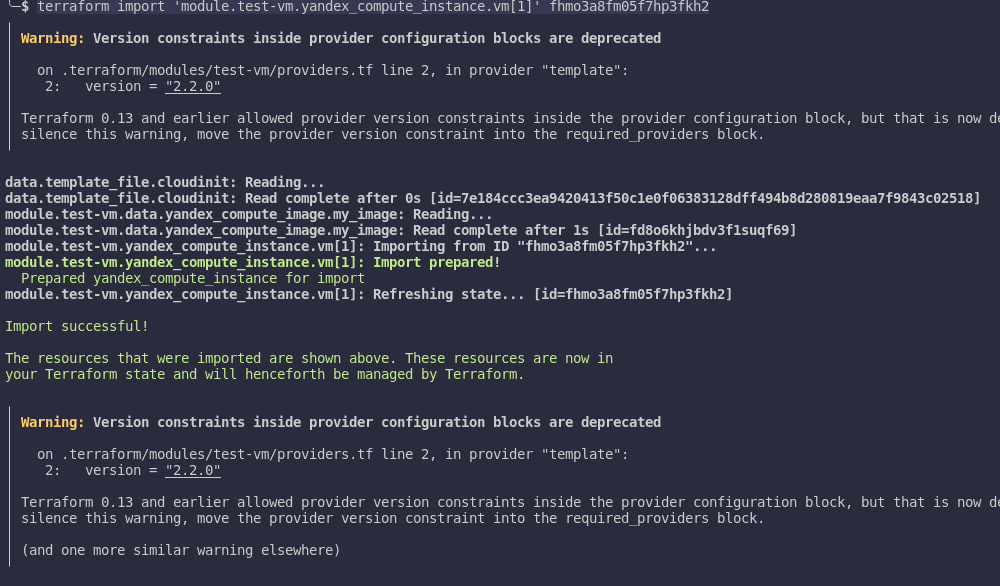 $ terraform import 'module.test-vm.yandex_compute_instance.vm[1]' fhmo3a8fm05f7hp3fkh2
Warning: Version constraints inside provider configuration blocks are deprecated
on .terraform/modules/test-vm/providers.tf line 2, in provider "template":
2: version = "2.2.0"
Terraform 0.13 and earlier allowed provider version constraints inside the provider configuration block, but that is now de
silence this warning, move the provider version constraint into the required_providers block.
data.template_file.cloudinit: Reading...
data.template_file.cloudinit: Read complete after 0s [id=7e184ccc3ea9420413f50c1e0f06383128dff494b8d280819eaa7f9843c02518]
module.test-vm.data.yandex_compute_image.my_image: Reading...
module.test-vm.data.yandex_compute_image.my_image: Read complete after 1s [id=fd8o6khjbdv3f1suqf69]
module.test-vm.yandex_compute_instance.vm[1]: Importing from ID "fhmo3a8fm05f7hp3fkh2"...
module.test-vm.yandex_compute_instance.vm[1]: Import prepared!
Prepared yandex_compute_instance for import
module.test-vm.yandex_compute_instance.vm[1]: Refreshing state... [id=fhmo3a8fm05f7hp3fkh2]
Import successful!
The resources that were imported are shown above. These resources are now in
your Terraform state and will henceforth be managed by Terraform.
Warning: Version constraints inside provider configuration blocks are deprecated
on .terraform/modules/test-vm/providers.tf line 2, in provider "template":
2: version = "2.2.0"
Terraform 0.13 and earlier allowed provider version constraints inside the provider configuration block, but that is now de
silence this warning, move the provider version constraint into the required_providers block.
(and one more similar warning elsewhere)